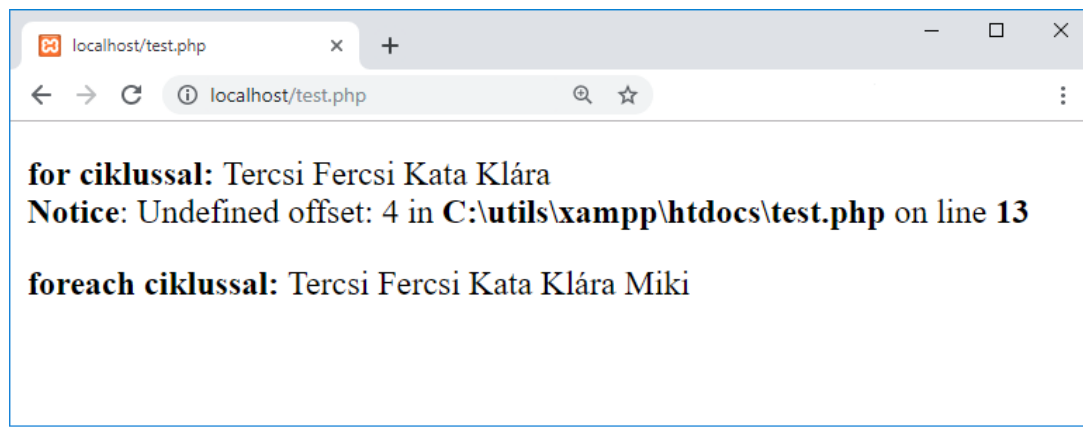 localhost/test.php
localhost/test.php
for ciklussal: Tercsi Fercsi Kata Klára
Notice: Undefined offset: 4 in C:\utils\xampp\htdocs\test.php on line 13
foreach ciklussal: Tercsi Fercsi Kata Klára Miki